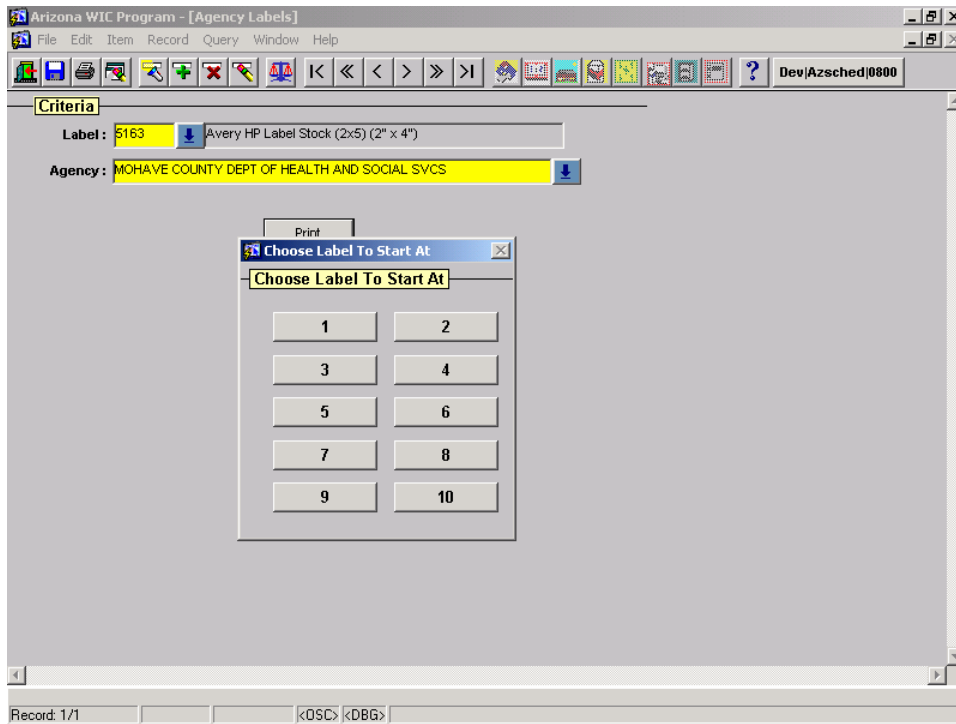 Arizona WIC Program - [Agency Labels]
File Edit Item Record Query Window Help
Dev|Azsched|0800
Criteria
Label: 5163 Avery HP Label Stock (2x5) (2" x 4")
Agency: MOHAVE COUNTY DEPT OF HEALTH AND SOCIAL SVCS
Print
Choose Label To Start At
Choose Label To Start At
1 2
3 4
5 6
7 8
9 10
Record: 1/1 <OSC> <DBG>